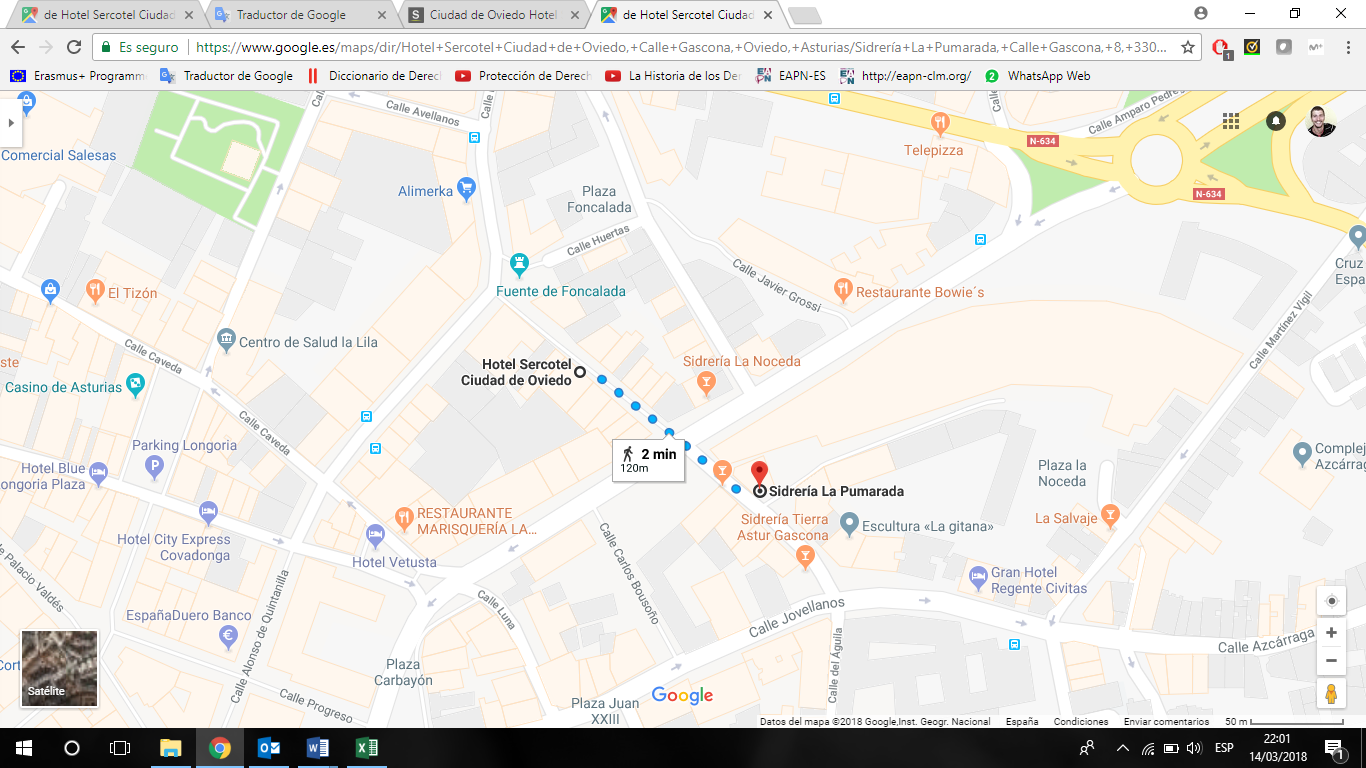 de Hotel Sercotel Ciudad
Traductor de Google
Ciudad de Oviedo Hotel
de Hotel Sercotel Ciudad
Es seguro
https://www.google.es/maps/dir/Hotel+Sercotel+Ciudad+de+Oviedo,+Calle+Gascona,+Oviedo,+Asturias/Sidrería+La+Pumarada,+Calle+Gascona,+8,+330...
1
Erasmus+ Programm
Traductor de Google
Diccionario de Derec
Protección de Derech
La Historia de los Der
EAPN-ES
http://eapn-clm.org/
2
WhatsApp Web
Calle Avellanos
Calle Amparo Pedreg
N-634
Telepizza
Comercial Salesas
Alimerka
Plaza
Foncalada
N-634
Calle Huertas
Cruz
Espa
Calle Javier Grossi
Fuente de Foncalada
Restaurante Bowie´s
El Tizón
Calle Martínez Vigil
Centro de Salud la Lila
Calle Caveda
Sidrería La Noceda
Hotel Sercotel
Ciudad de Oviedo
Casino de Asturias
Calle Caveda
Parking Longoria
2 min
120m
Hotel Blue
ongoria Plaza
Complej
Azcárrag
Plaza la
Noceda
Sidrería La Pumarada
RESTAURANTE
MARISQUERÍA LA...
Sidrería Tierra
Astur Gascona
Escultura «La gitana»
La Salvaje
Hotel City Express
Covadonga
Hotel Vetusta
Calle Carlos Bousoño
Gran Hotel
Regente Civitas
Palacio Valdés
Calle Alonso de Quintanilla
EspañaDuero Banco
Calle Luna
Calle Jovellanos
Calle del Águila
Calle Azcárraga
Plaza
Carbayón
Satélite
Calle Progreso
Google
Plaza Juan
XXIII
Datos del mapa ©2018 Google,Inst. Geogr. Nacional
España
Condiciones
Enviar comentarios
50 m
ESP
22:01
14/03/2018
1